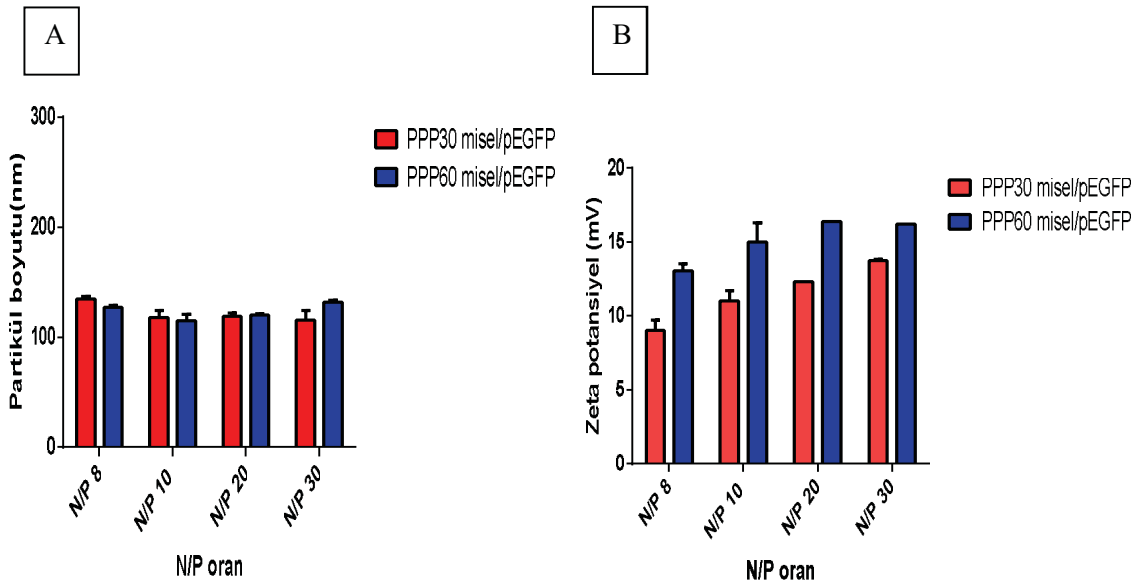 A
Partikül boyutu(nm)
300
200
100
0
N/P 8
N/P 10
N/P 20
N/P 30
N/P oran
PPP30 misel/pEGFP
PPP60 misel/pEGFP
B
Zeta potansiyel (mV)
20
15
10
5
0
N/P 8
N/P 10
N/P 20
N/P 30
N/P oran
PPP30 misel/pEGFP
PPP60 misel/pEGFP